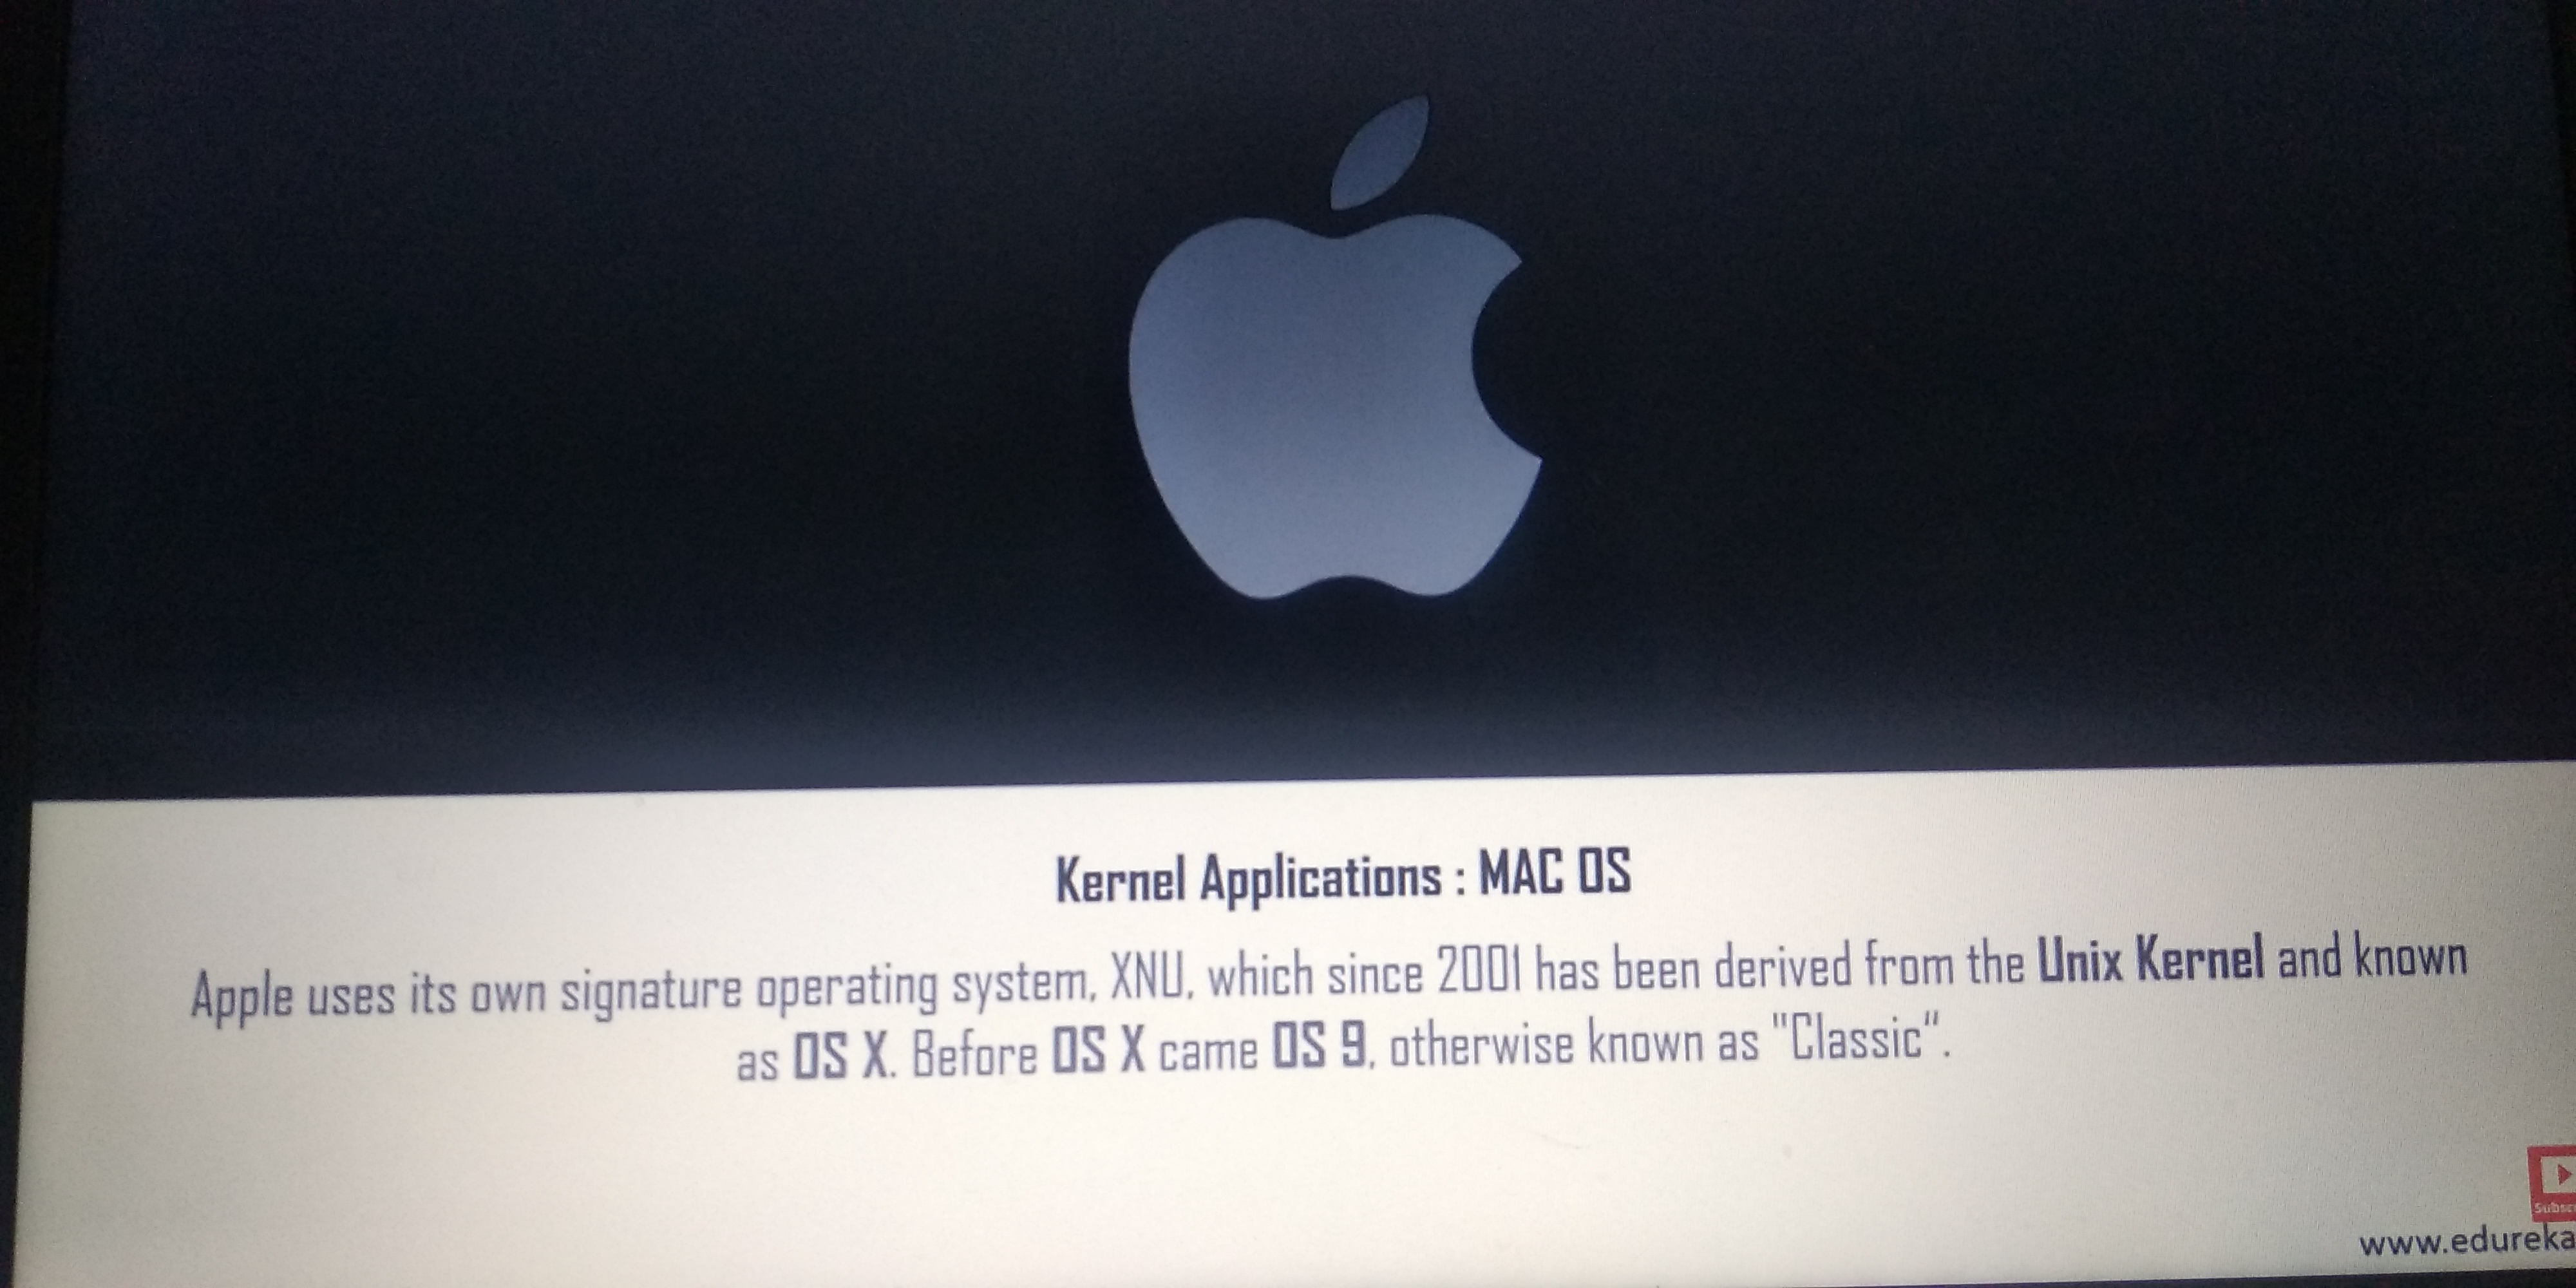 Kernel Applications : MAC OS
Apple uses its own signature operating system, XNU, which since 2001 has been derived from the Unix Kernel and known
as OS X. Before OS X came OS 9, otherwise known as "Classic".
www.edureka